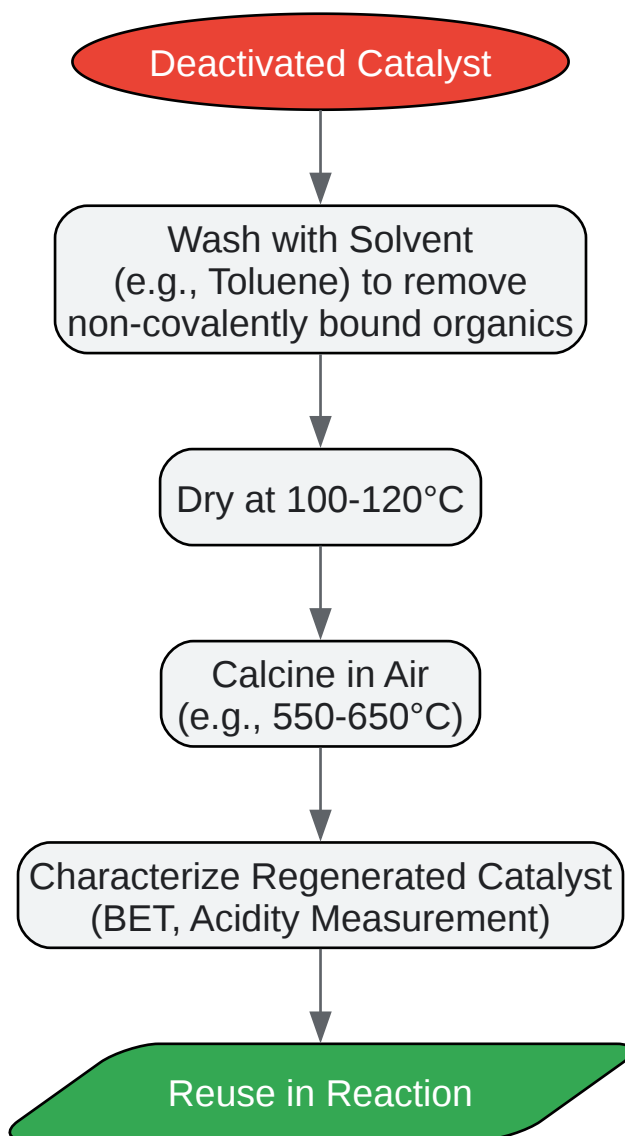 Deactivated Catalyst
Wash with Solvent
(e.g., Toluene) to remove
non-covalently bound organics
Dry at 100-120°C
Calcine in Air
(e.g., 550-650°C)
Characterize Regenerated Catalyst
(BET, Acidity Measurement)
Reuse in Reaction